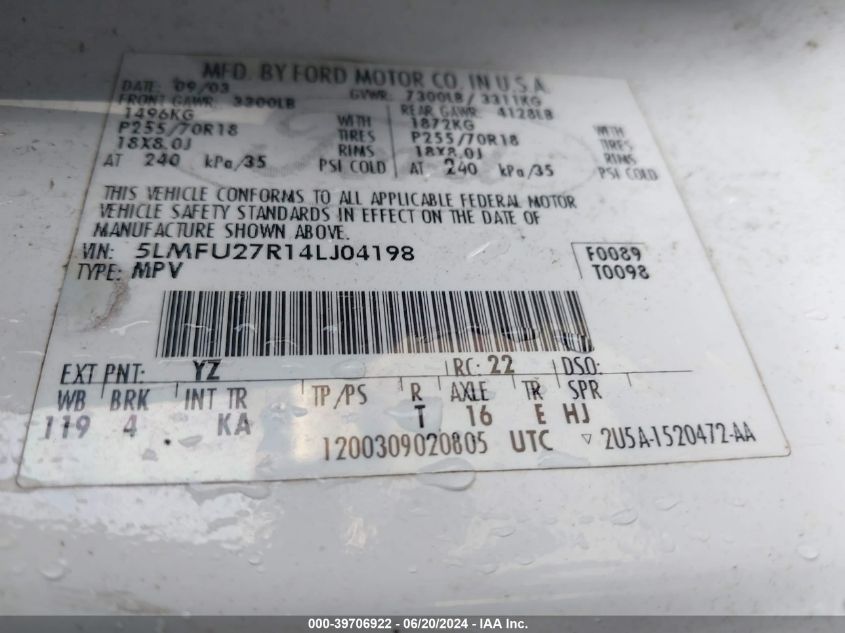 MFD. BY FORD MOTOR CO. IN U.S.A.
DATE: 09/03 GVWR: 7300LB / 3311KG
FRONT GAWR: 3300LB REAR GAWR: 4128LB
1496KG WITH 1872KG WITH
P255/70R18 TIRES P255/70R18 TIRES
18X8.0J RIMS 18X8.0J RIMS
AT 240 kPa/35 PSI COLD AT 240 kPa/35 PSI COLD
THIS VEHICLE CONFORMS TO ALL APPLICABLE FEDERAL MOTOR
VEHICLE SAFETY STANDARDS IN EFFECT ON THE DATE OF
MANUFACTURE SHOWN ABOVE.
VIN: 5LMFU27R14LJ04198 F0089
TYPE: MPV T0098
EXT PNT: YZ RC: 22 DSO:
WB BRK INT TR TP/PS R AXLE TR SPR
119 4 KA T 16 E HJ
1200309020805 UTC ▽ 2U5A-1520472-AA
000-39706922 - 06/20/2024 - IAA Inc.